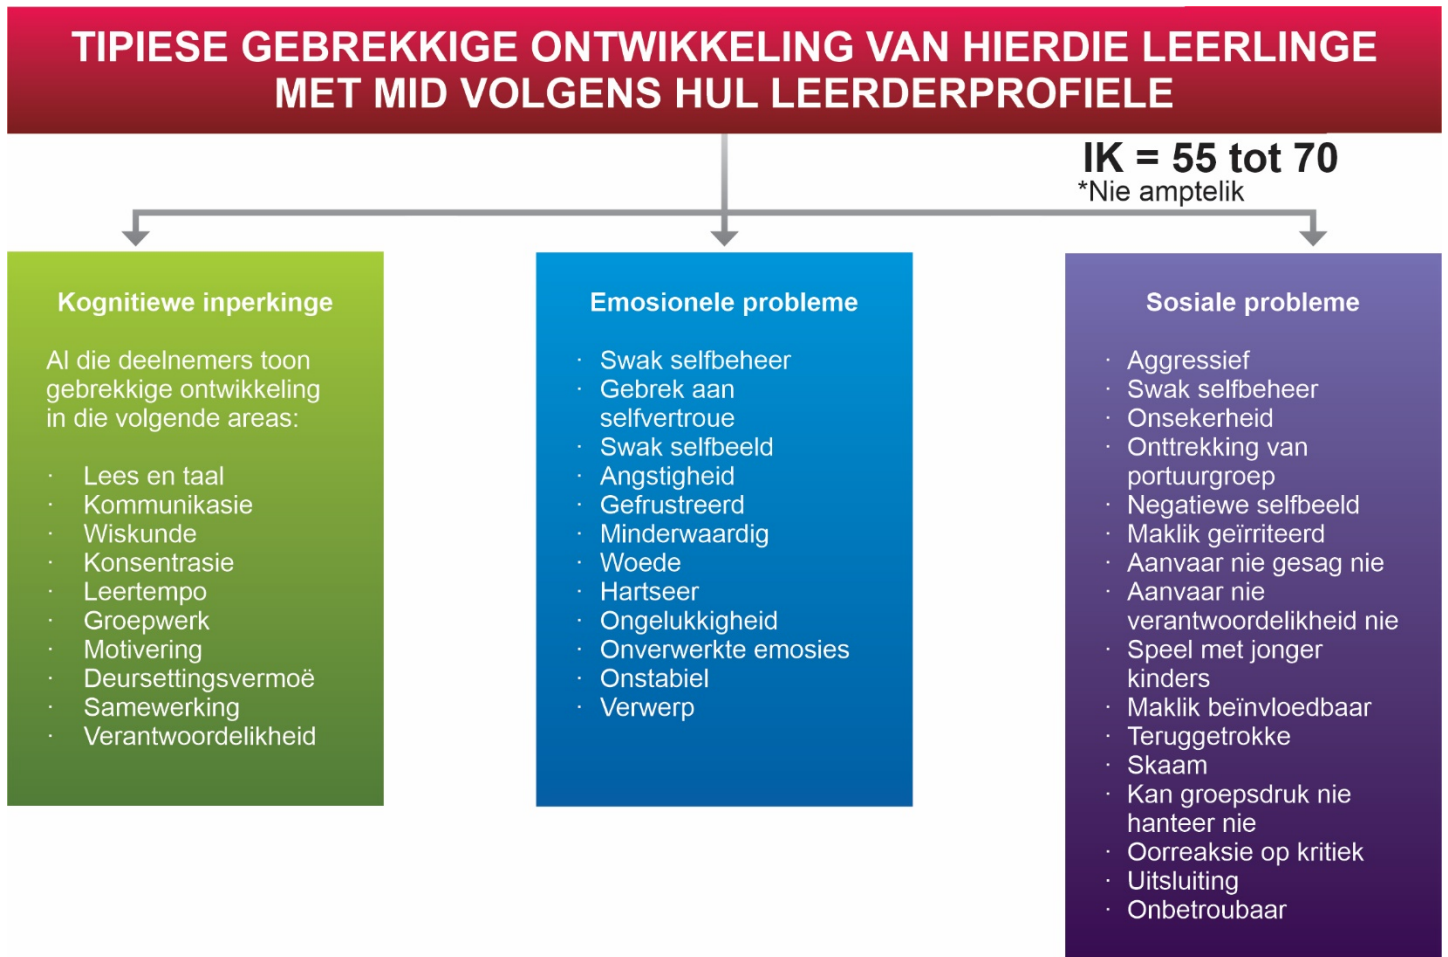 TIPIESE GEBREKKIGE ONTWIKKELING VAN HIERDIE LEERLINGE
MET MID VOLGENS HUL LEERDERPROFIELE
IK = 55 tot 70
*Nie amptelik
Kognitiewe inperkinge
Al die deelnemers toon
gebrekkige ontwikkeling
in die volgende areas:
· Lees en taal
· Kommunikasie
· Wiskunde
· Konsentrasie
· Leertempo
· Groepwerk
· Motivering
· Deursettingsvermoë
· Samewerking
· Verantwoordelikheid
Emosionele probleme
· Swak selfbeheer
· Gebrek aan
selfvertroue
· Swak selfbeeld
· Angstigheid
· Gefrustreerd
· Minderwaardig
· Woede
· Hartseer
· Ongelukkigheid
· Onverwerkte emosies
· Onstabiel
· Verwerp
Sosiale probleme
· Aggressief
· Swak selfbeheer
· Onsekerheid
· Onttrekking van
portuurgroep
· Negatiewe selfbeeld
· Maklik geïrriteerd
· Aanvaar nie gesag nie
· Aanvaar nie
verantwoordelikheid nie
· Speel met jonger
kinders
· Maklik beïnvloedbaar
· Teruggetrokke
· Skaam
· Kan groepsdruk nie
hanteer nie
· Oorreaksie op kritiek
· Uitsluiting
· Onbetroubaar